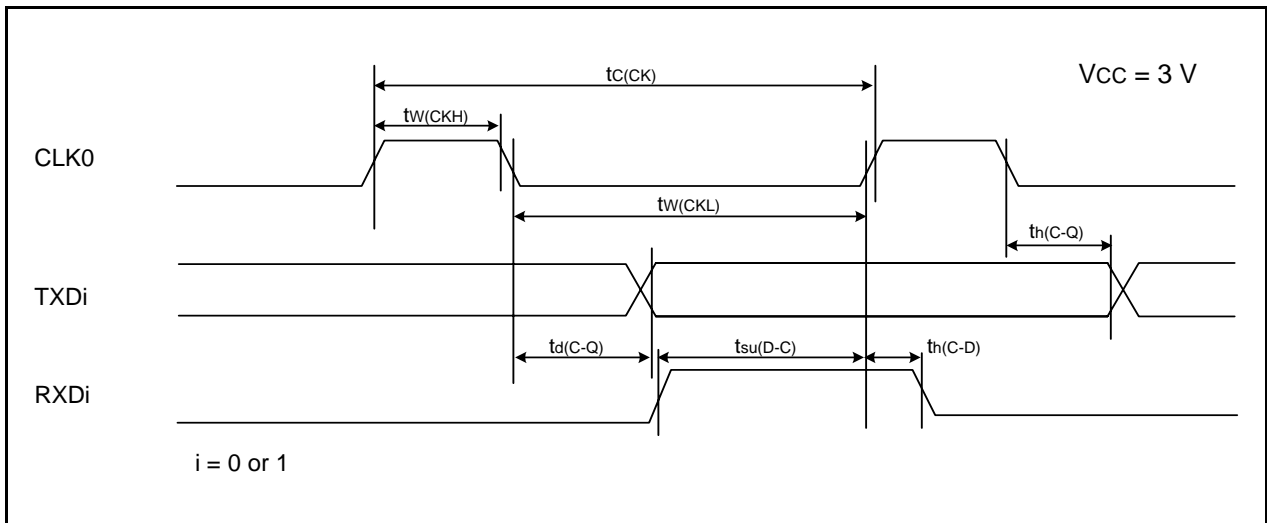 tC(CK)
VCC = 3 V
tW(CKH)
CLK0
tW(CKL)
th(C-Q)
TXDi
td(C-Q)
tsu(D-C)
th(C-D)
RXDi
i = 0 or 1